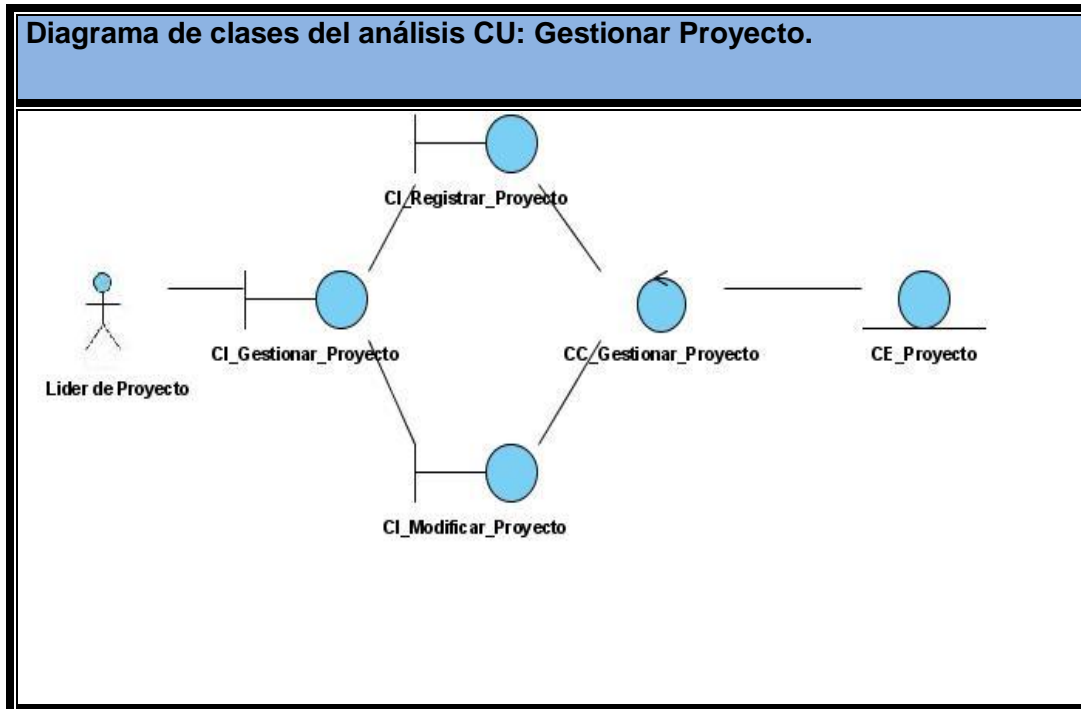 Diagrama de clases del análisis CU: Gestionar Proyecto.
CI_Registrar_Proyecto
CI_Gestionar_Proyecto
CC_Gestionar_Proyecto
CE_Proyecto
Lider de Proyecto
CI_Modificar_Proyecto